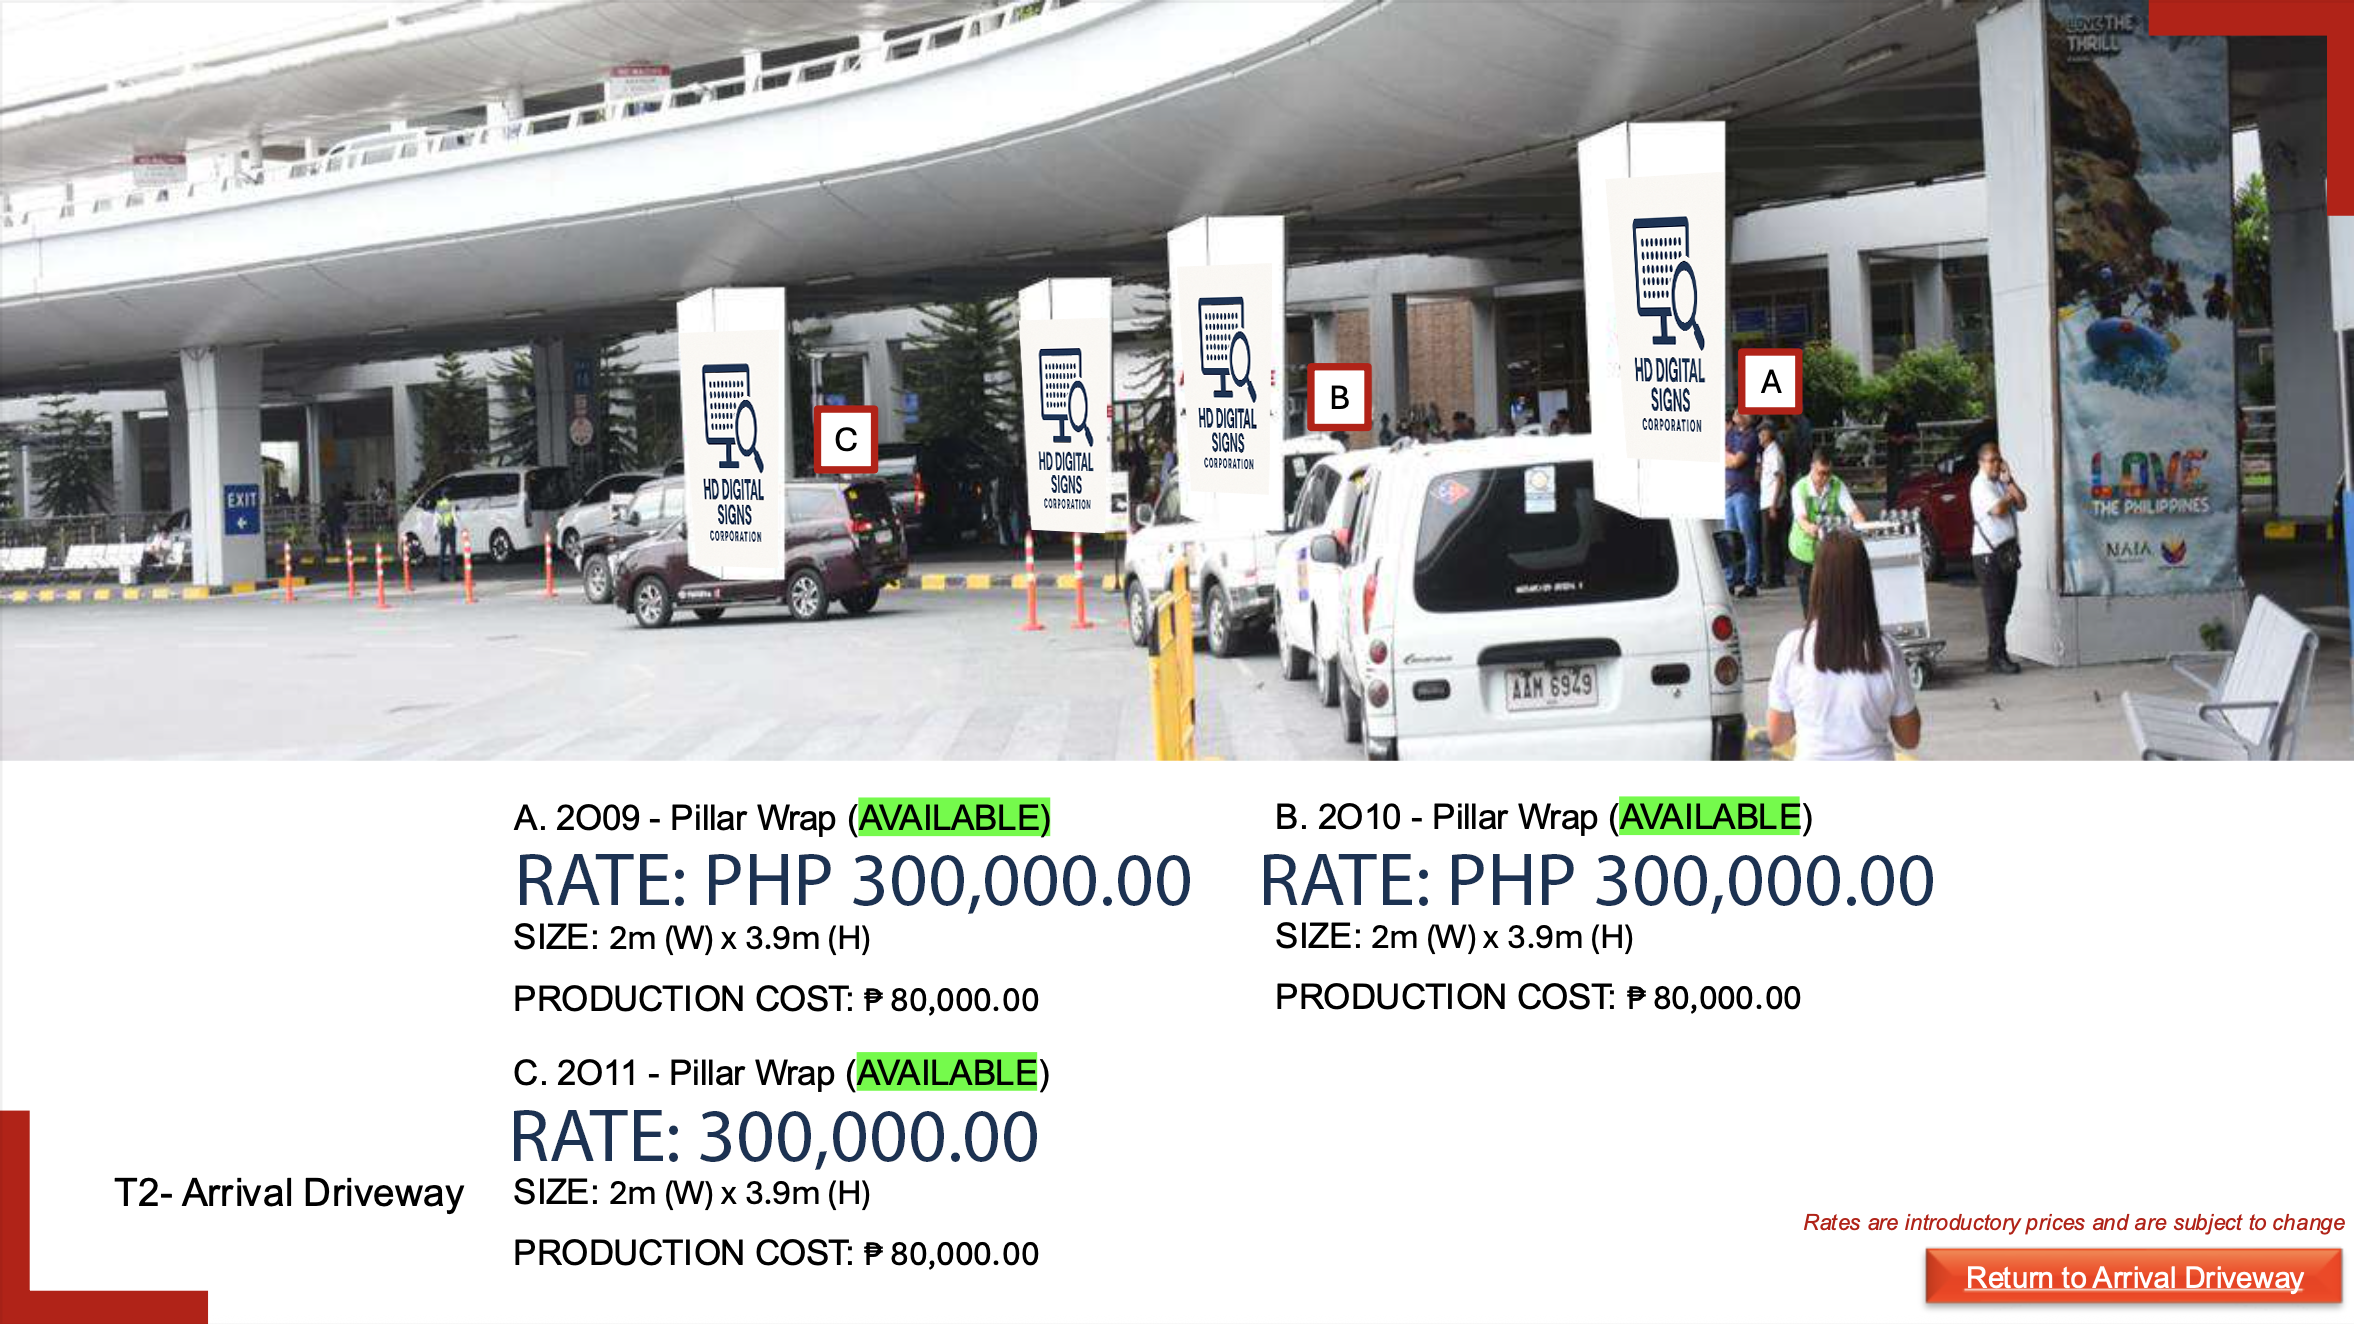 LOVE THE
THRILL
HD DIGITAL
SIGNS
CORPORATION
A
HD DIGITAL
SIGNS
CORPORATION
B
HD DIGITAL
SIGNS
CORPORATION
HD DIGITAL
SIGNS
CORPORATION
C
EXIT
LOVE
THE PHILIPPINES
NAIA
AAM 6949
A. 2O09 - Pillar Wrap (AVAILABLE)
RATE: PHP 300,000.00
SIZE: 2m (W) x 3.9m (H)
PRODUCTION COST: ₱ 80,000.00
B. 2O10 - Pillar Wrap (AVAILABLE)
RATE: PHP 300,000.00
SIZE: 2m (W) x 3.9m (H)
PRODUCTION COST: ₱ 80,000.00
C. 2O11 - Pillar Wrap (AVAILABLE)
RATE: 300,000.00
SIZE: 2m (W) x 3.9m (H)
PRODUCTION COST: ₱ 80,000.00
T2- Arrival Driveway
Rates are introductory prices and are subject to change
Return to Arrival Driveway